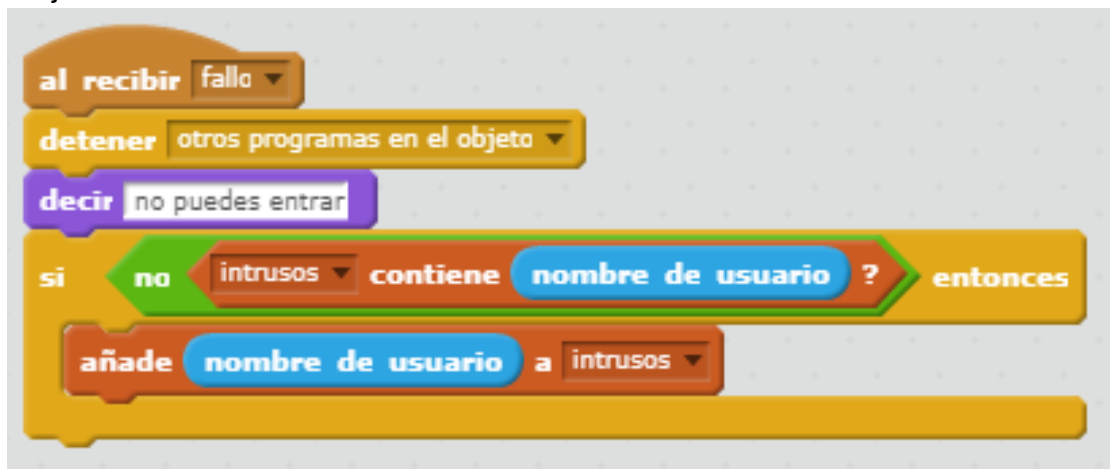 al recibir fallo
detener otros programas en el objeto
decir no puedes entrar
si no intrusos contiene nombre de usuario ? entonces
añade nombre de usuario a intrusos